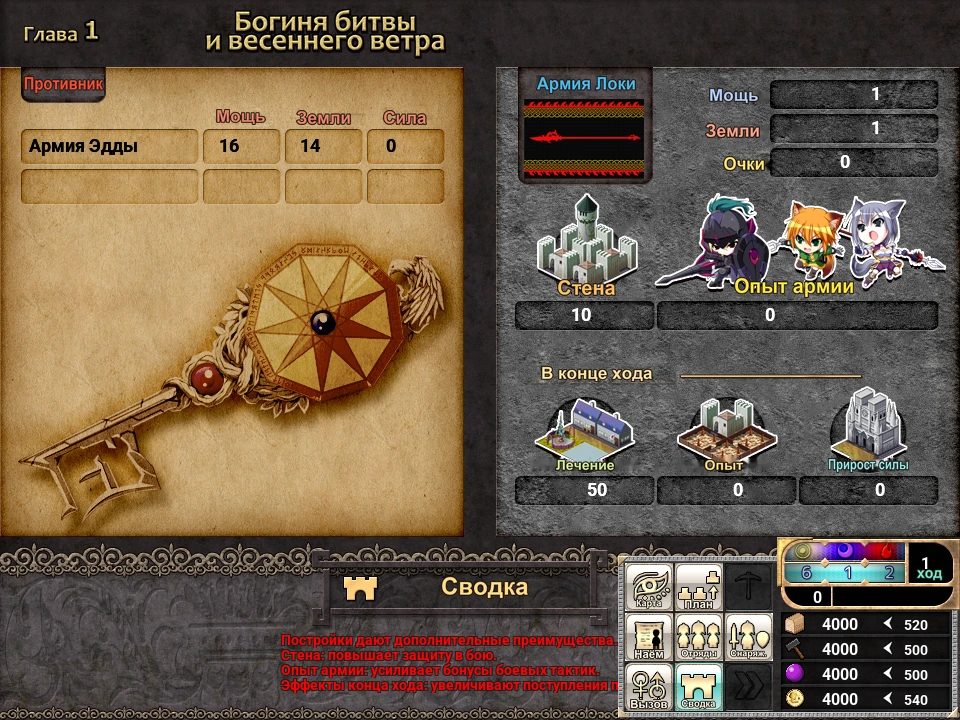 Глава 1
Богиня битвы
и весеннего ветра
Противник
Мощь Земли Сила
Армия Эдды 16 14 0
Армия Локи
Мощь 1
Земли 1
Очки 0
Стена Опыт армии
10 0
В конце хода
Лечение Опыт Прирост силы
50 0 0
Сводка
Постройки дают дополнительные преимущества.
Стена: повышает защиту в бою.
Опыт армии: усиливает бонусы боевых тактик.
Эффекты конца хода: увеличивают поступления п
Карта План
Наём Отряды Снаряж.
Вызов Сводка
6 1 2
1 ход
0
4000 520
4000 500
4000 500
4000 540